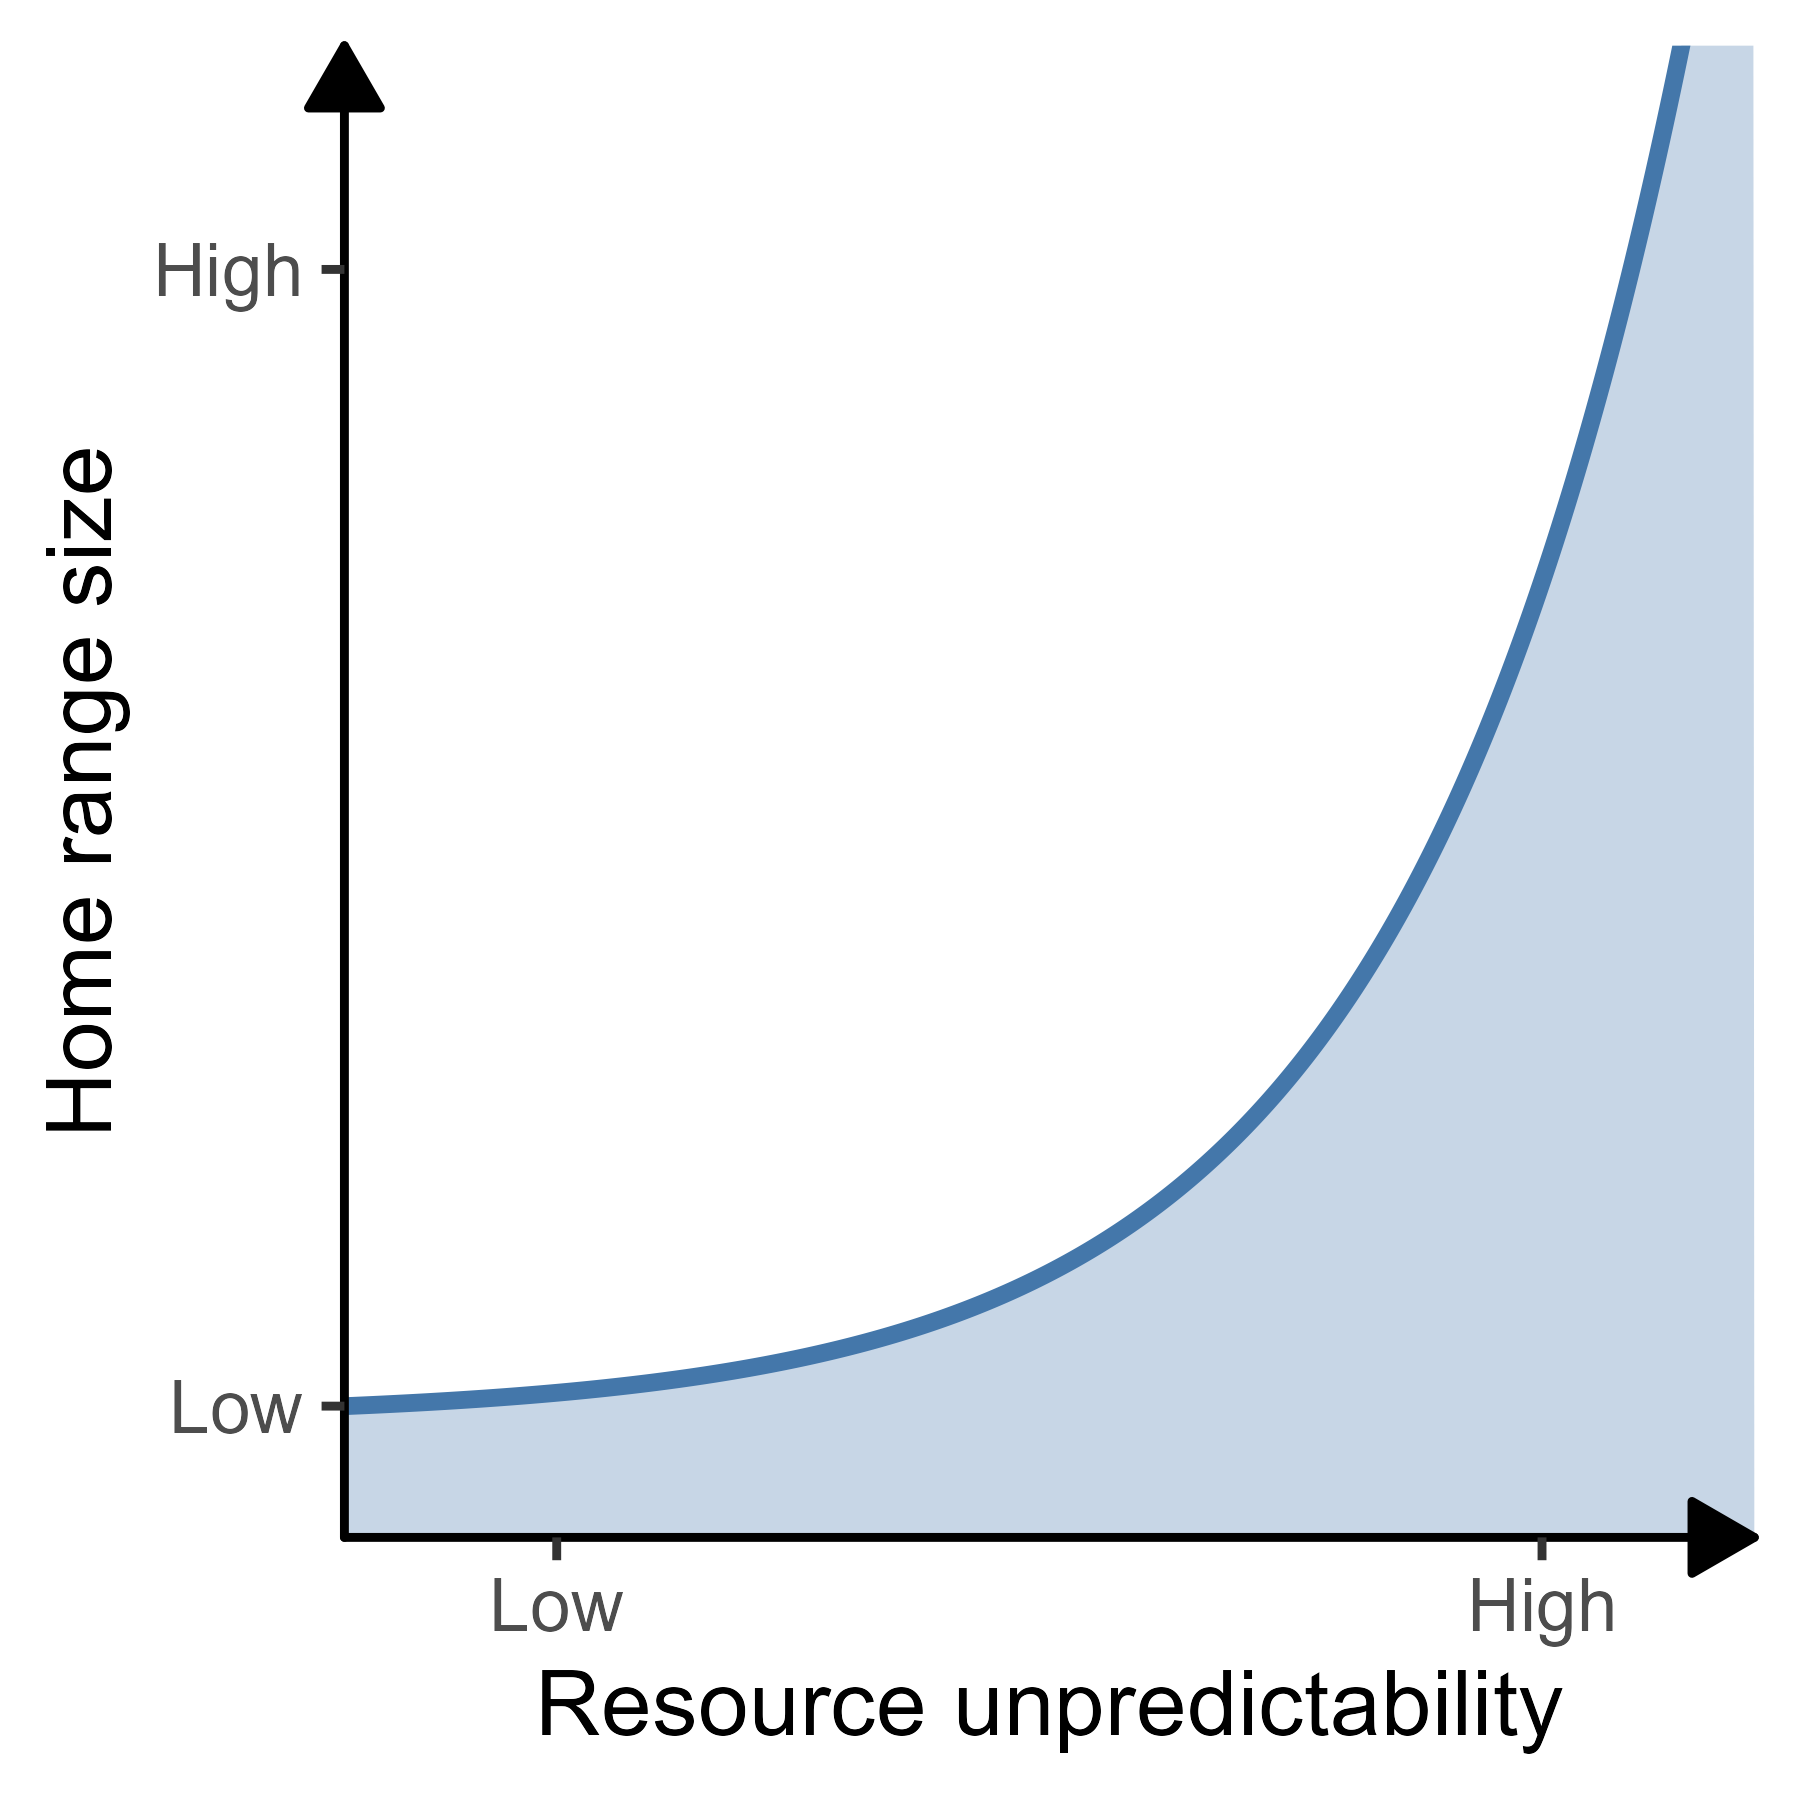 High
Home range size
Low
Low
High
Resource unpredictability